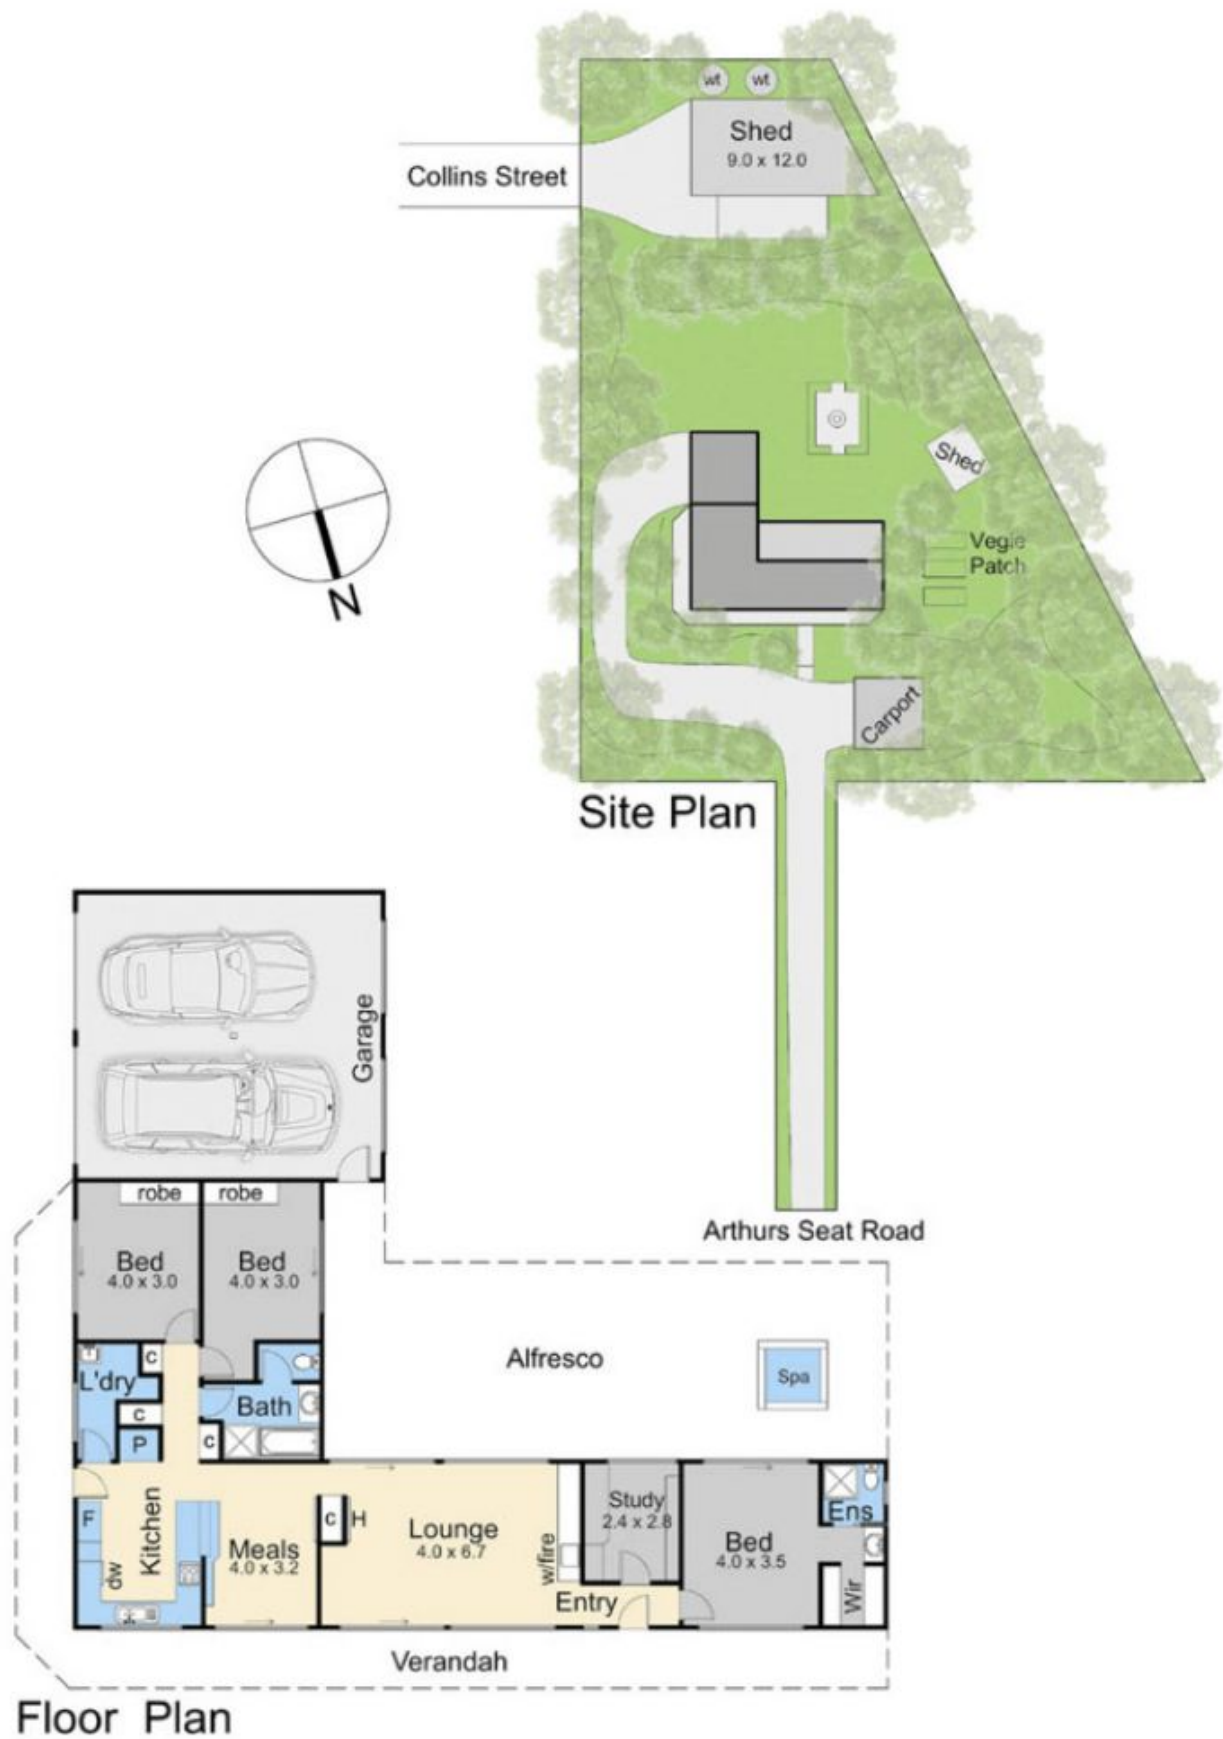 wt wt
Shed
9.0 x 12.0
Collins Street
Shed
N
Vegie
Patch
Carport
Site Plan
Arthurs Seat Road
Garage
robe robe
Bed
4.0 x 3.0
Bed
4.0 x 3.0
c
L'dry
c
Bath
P
c
Alfresco
Spa
F
Kitchen
dw
Meals
4.0 x 3.2
c
H
Lounge
4.0 x 6.7
w/fire
Study
2.4 x 2.8
Entry
Bed
4.0 x 3.5
Ens
Wir
Verandah
Floor Plan